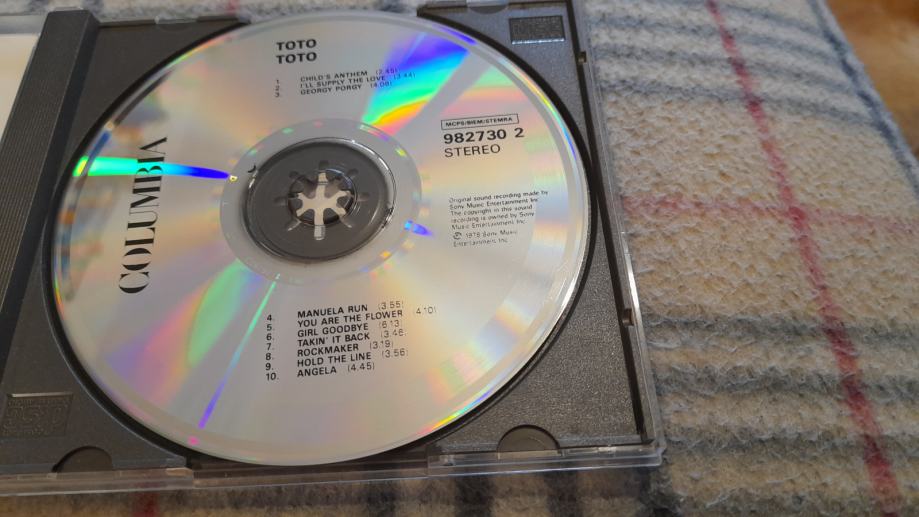 TOTO
TOTO
1. CHILD'S ANTHEM (2.45)
2. I'LL SUPPLY THE LOVE (3.44)
3. GEORGY PORGY (4.08)
MCPS/BIEM/STEMRA
982730 2
STEREO
COLUMBIA
Original sound recording made by
Sony Music Entertainment Inc.
The copyright in this sound
recording is owned by Sony
Music Entertainment Inc.
℗ 1978 Sony Music
Entertainment Inc.
4. MANUELA RUN (3.55)
5. YOU ARE THE FLOWER (4.10)
6. GIRL GOODBYE (6.13)
7. TAKIN' IT BACK (3.48)
8. ROCKMAKER (3.19)
9. HOLD THE LINE (3.56)
10. ANGELA (4.45)